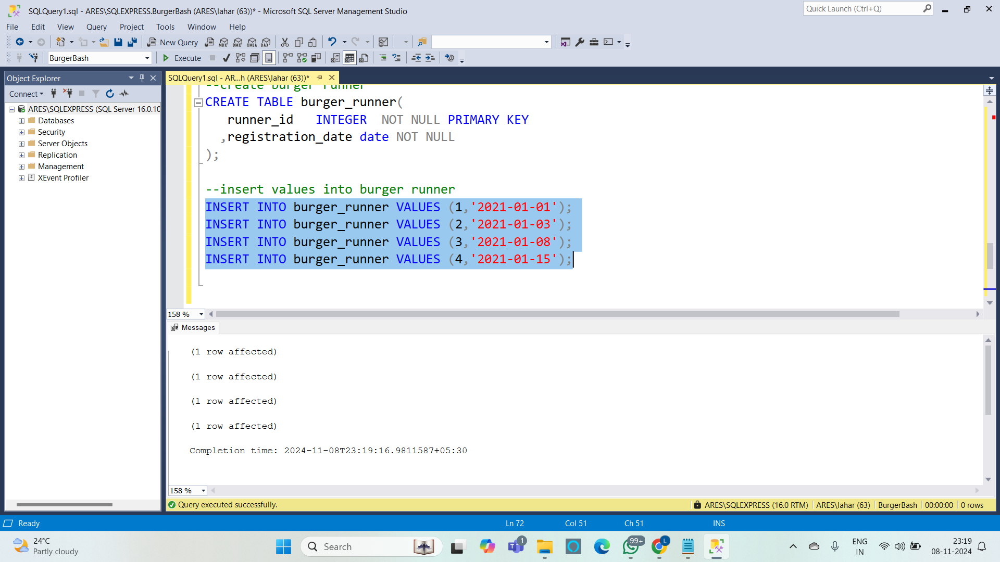 SQLQuery1.sql - ARES\SQLEXPRESS.BurgerBash (ARES\lahar (63))* - Microsoft SQL Server Management Studio
Quick Launch (Ctrl+Q)
File Edit View Query Project Tools Window Help
New Query MDX DMX XMLA DAX
BurgerBash Execute
Object Explorer
Connect
ARES\SQLEXPRESS (SQL Server 16.0.10
Databases
Security
Server Objects
Replication
Management
XEvent Profiler
SQLQuery1.sql - AR...h (ARES\lahar (63))*
--create burger runner
CREATE TABLE burger_runner(
runner_id INTEGER NOT NULL PRIMARY KEY
,registration_date date NOT NULL
);
--insert values into burger runner
INSERT INTO burger_runner VALUES (1,'2021-01-01');
INSERT INTO burger_runner VALUES (2,'2021-01-03');
INSERT INTO burger_runner VALUES (3,'2021-01-08');
INSERT INTO burger_runner VALUES (4,'2021-01-15');
158 %
Messages
(1 row affected)
(1 row affected)
(1 row affected)
(1 row affected)
Completion time: 2024-11-08T23:19:16.9811587+05:30
158 %
Query executed successfully. ARES\SQLEXPRESS (16.0 RTM) ARES\lahar (63) BurgerBash 00:00:00 0 rows
Ready Ln 72 Col 51 Ch 51 INS
24°C
Partly cloudy
Search
1
99+
L
ENG
IN
23:19
08-11-2024